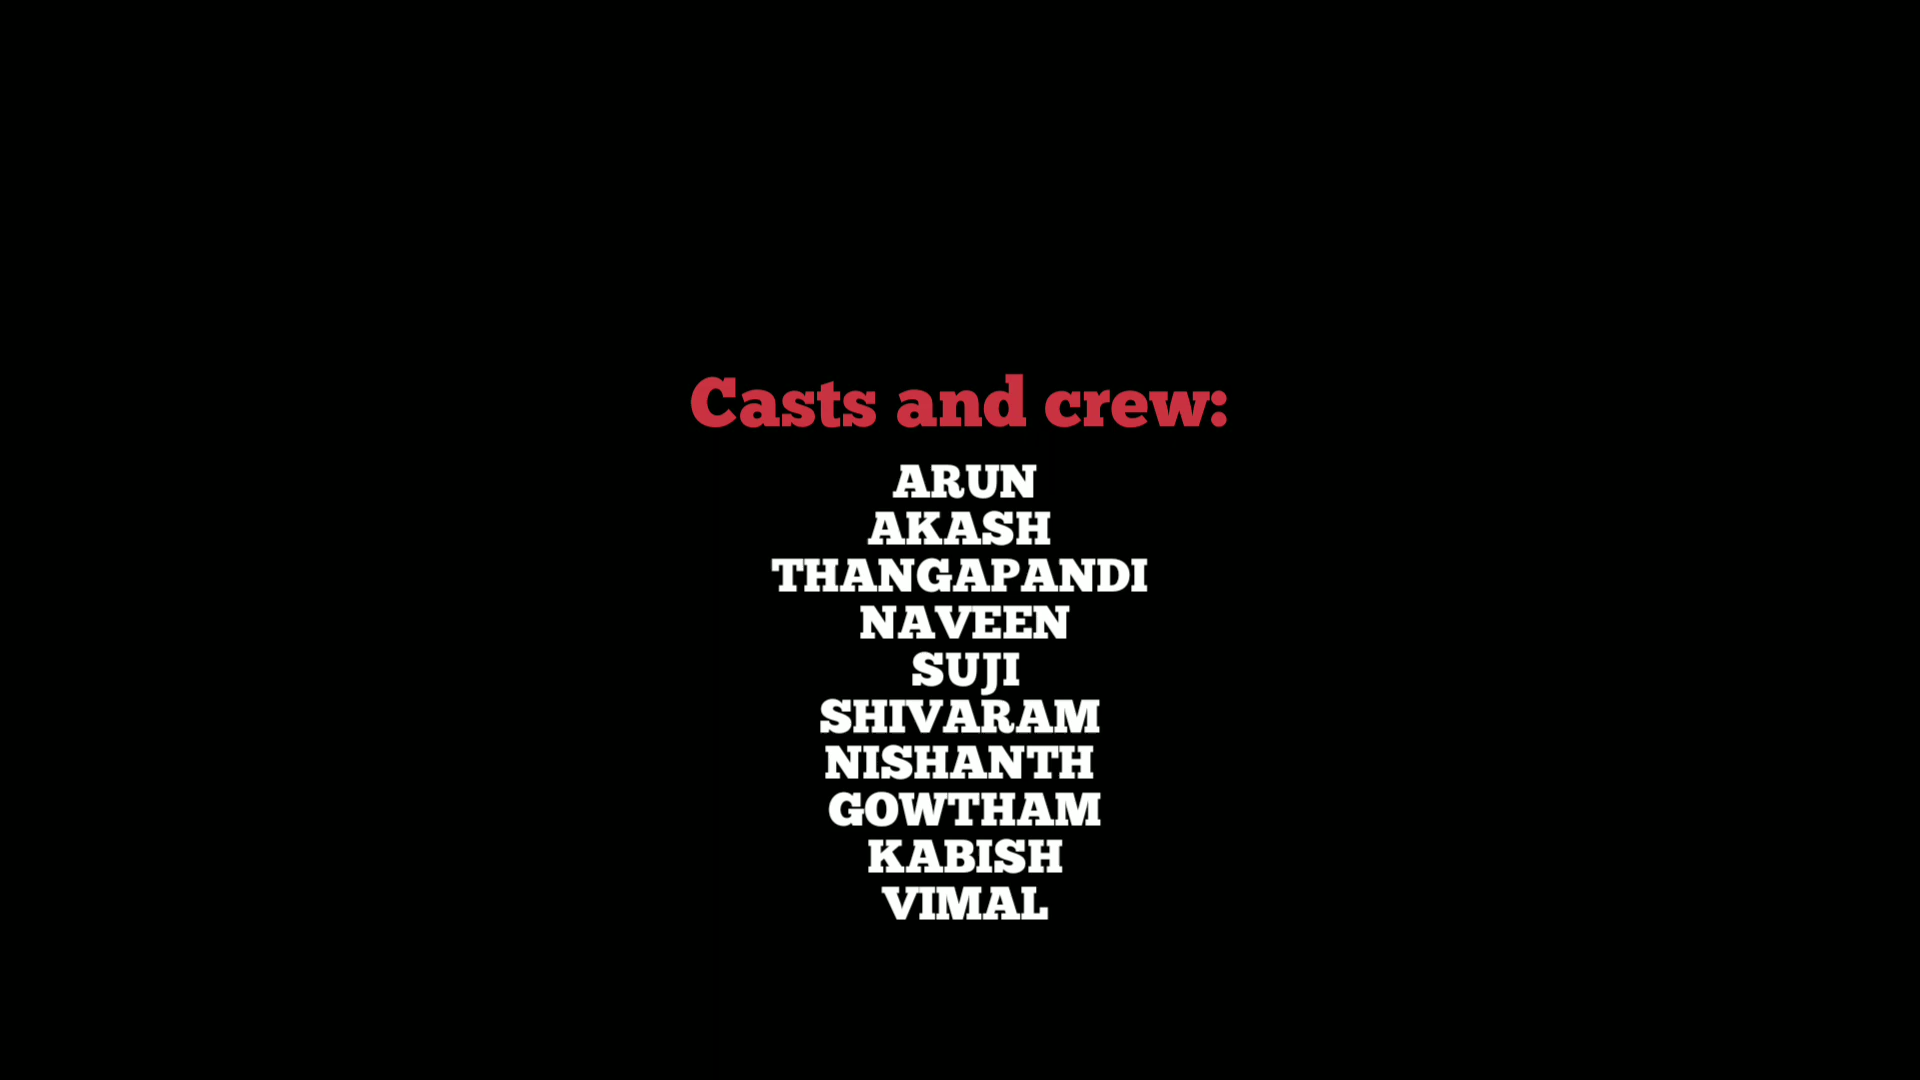 Casts and crew:
ARUN
AKASH
THANGAPANDI
NAVEEN
SUJI
SHIVARAM
NISHANTH
GOWTHAM
KABISH
VIMAL